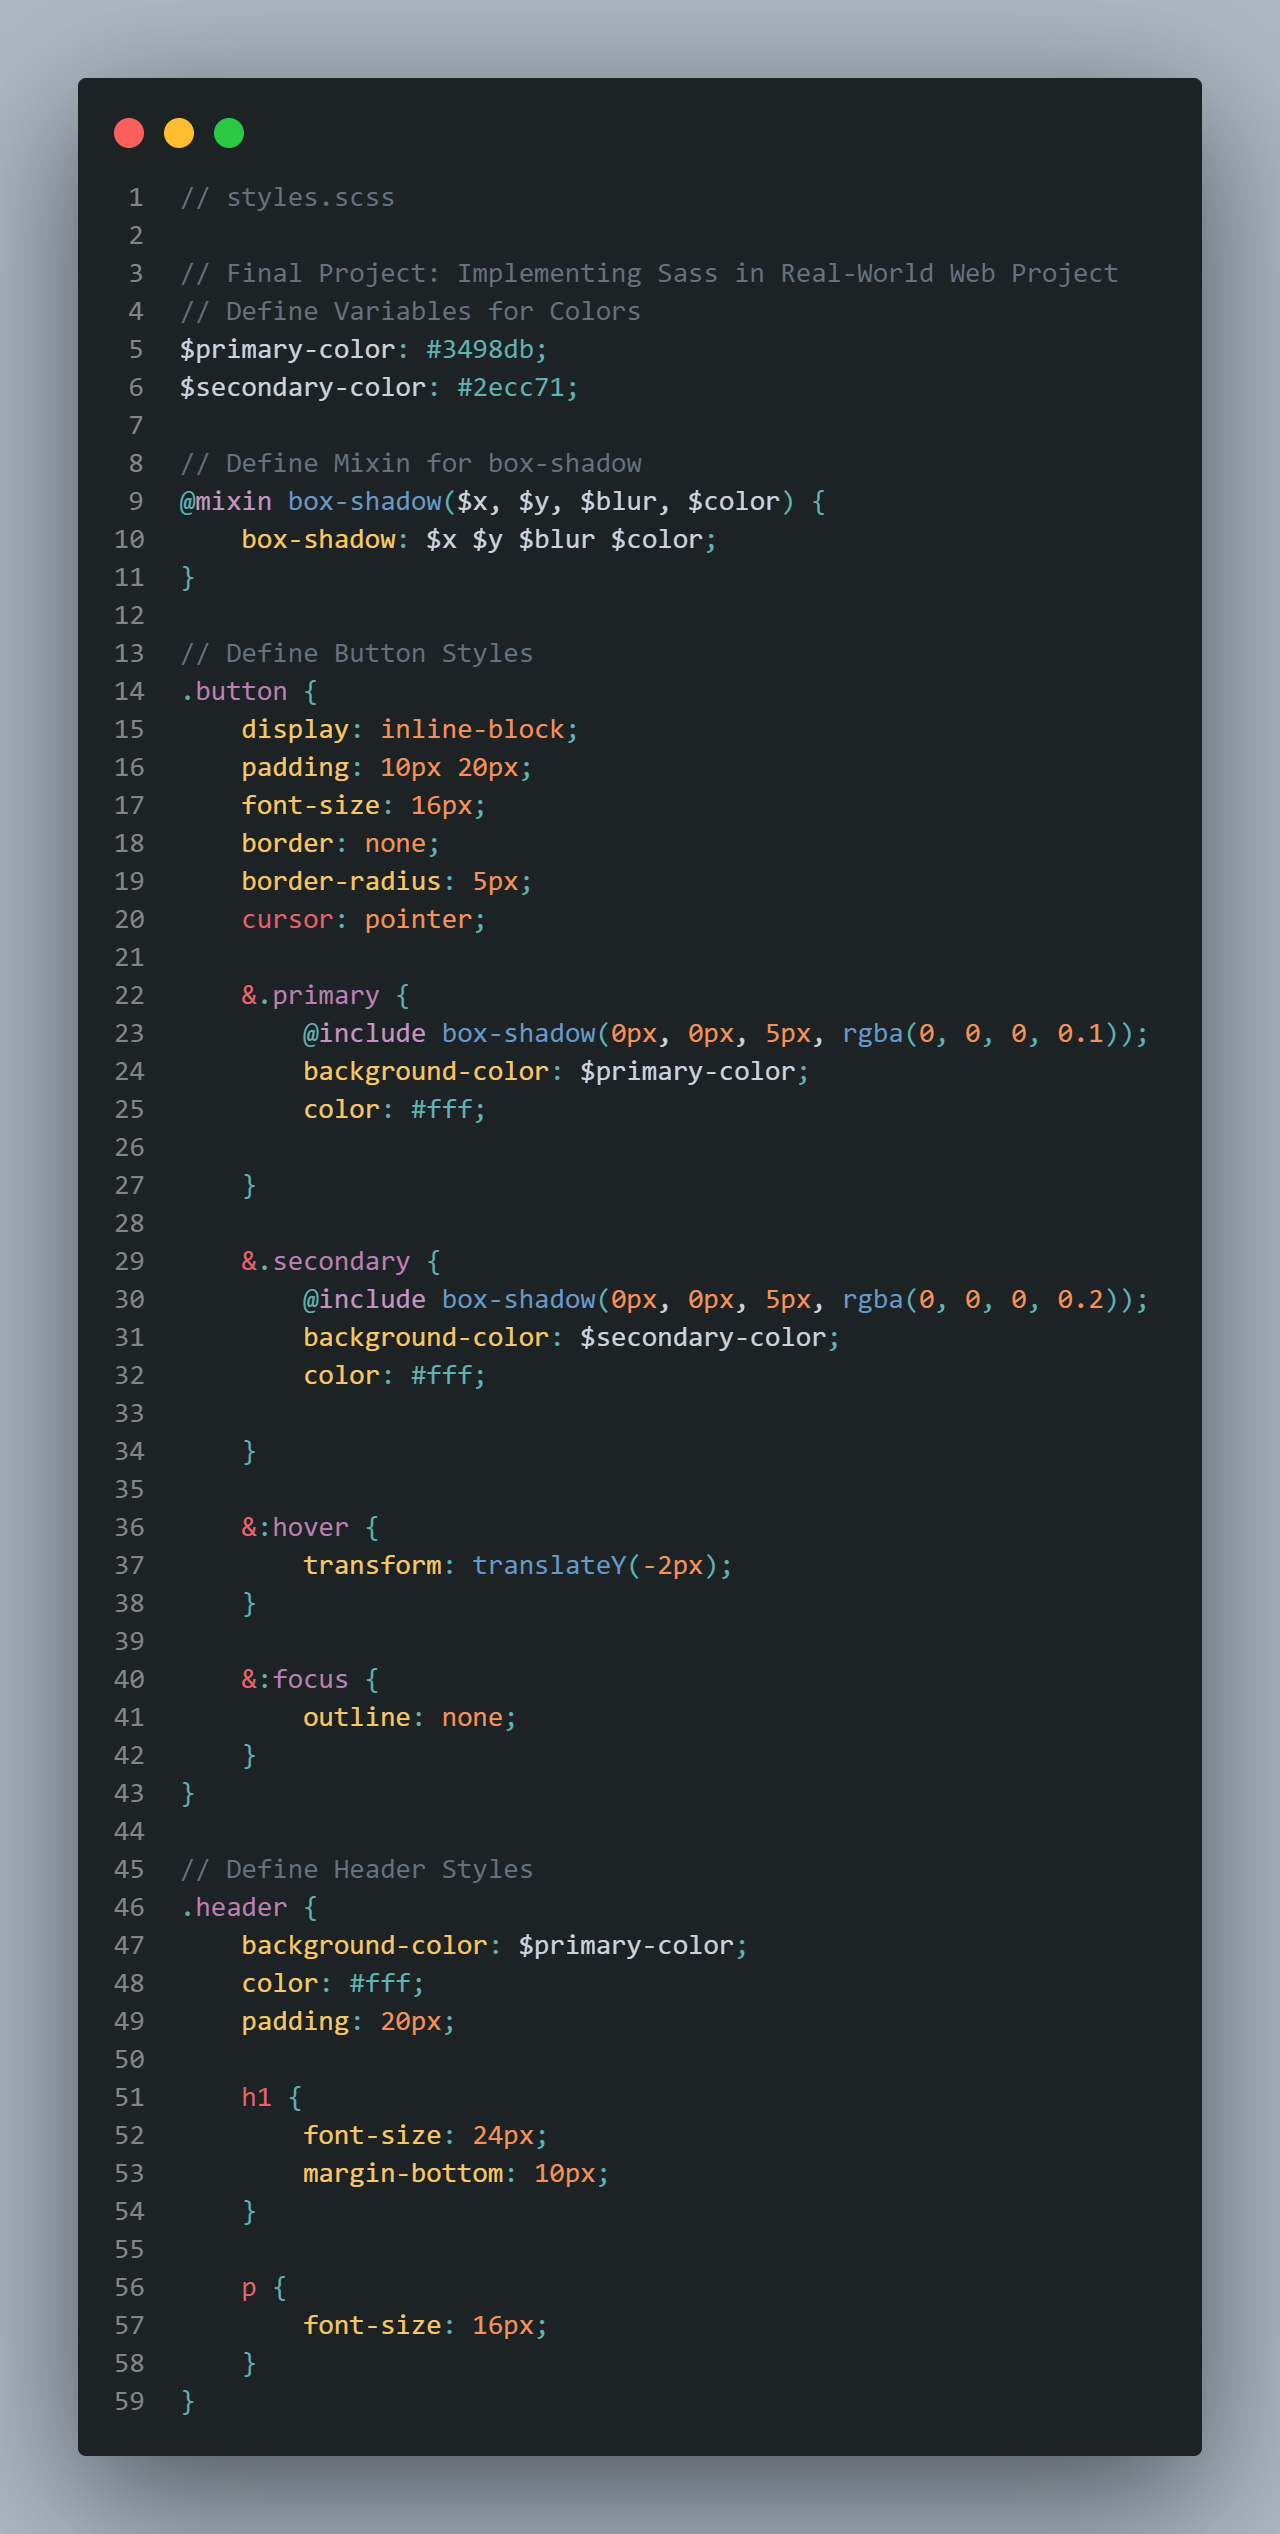 1 // styles.scss
2
3 // Final Project: Implementing Sass in Real-World Web Project
4 // Define Variables for Colors
5 $primary-color: #3498db;
6 $secondary-color: #2ecc71;
7
8 // Define Mixin for box-shadow
9 @mixin box-shadow($x, $y, $blur, $color) {
10     box-shadow: $x $y $blur $color;
11 }
12
13 // Define Button Styles
14 .button {
15     display: inline-block;
16     padding: 10px 20px;
17     font-size: 16px;
18     border: none;
19     border-radius: 5px;
20     cursor: pointer;
21
22     &.primary {
23         @include box-shadow(0px, 0px, 5px, rgba(0, 0, 0, 0.1));
24         background-color: $primary-color;
25         color: #fff;
26
27     }
28
29     &.secondary {
30         @include box-shadow(0px, 0px, 5px, rgba(0, 0, 0, 0.2));
31         background-color: $secondary-color;
32         color: #fff;
33
34     }
35
36     &:hover {
37         transform: translateY(-2px);
38     }
39
40     &:focus {
41         outline: none;
42     }
43 }
44
45 // Define Header Styles
46 .header {
47     background-color: $primary-color;
48     color: #fff;
49     padding: 20px;
50
51     h1 {
52         font-size: 24px;
53         margin-bottom: 10px;
54     }
55
56     p {
57         font-size: 16px;
58     }
59 }